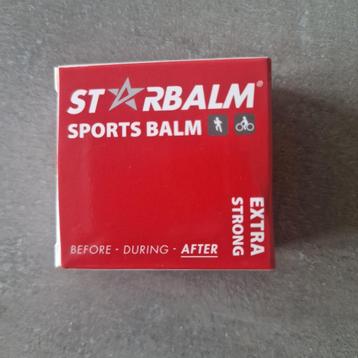 STARBALM®
SPORTS BALM
EXTRA
STRONG
BEFORE - DURING - AFTER